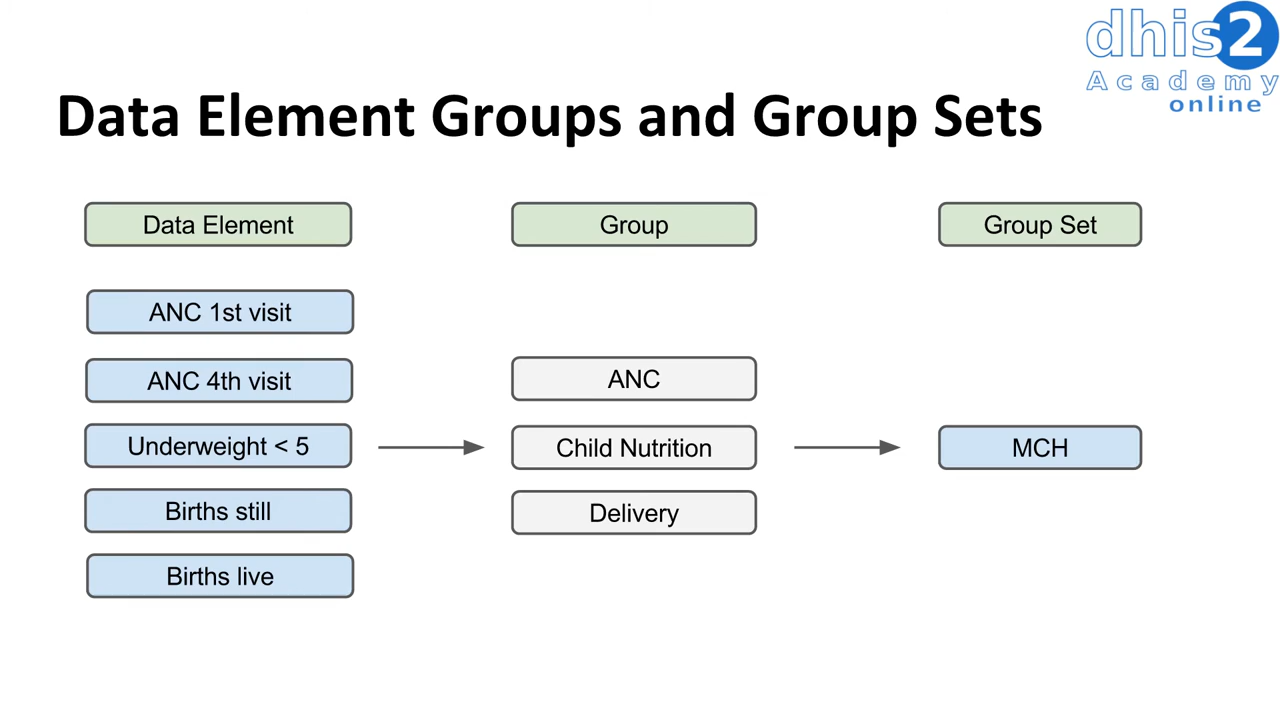 dhis2
Academy
online
Data Element Groups and Group Sets
Data Element
Group
Group Set
ANC 1st visit
ANC 4th visit
Underweight < 5
Births still
Births live
ANC
Child Nutrition
Delivery
MCH